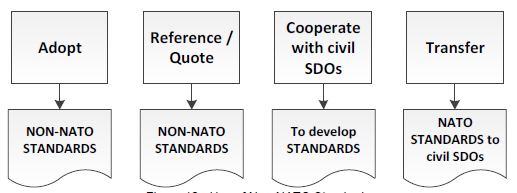 Adopt
Reference /
Quote
Cooperate
with civil
SDOs
Transfer
NON-NATO
STANDARDS
NON-NATO
STANDARDS
To develop
STANDARDS
NATO
STANDARDS to
civil SDOs